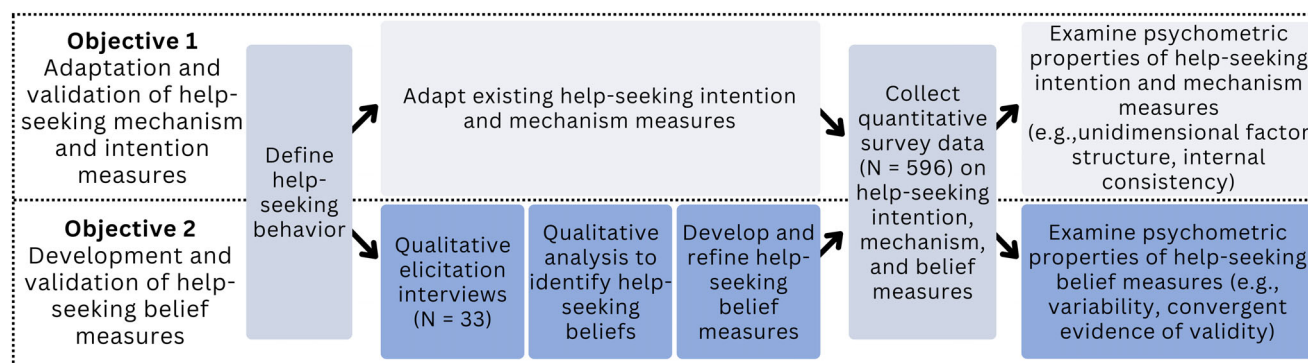 Objective 1
Adaptation and
validation of help-
seeking mechanism
and intention
measures
Define
help-
seeking
behavior
Adapt existing help-seeking intention
and mechanism measures
Collect
quantitative
survey data
(N = 596) on
help-seeking
intention,
mechanism,
and belief
measures
Examine psychometric
properties of help-seeking
intention and mechanism
measures
(e.g.,unidimensional factor
structure, internal
consistency)
Objective 2
Development and
validation of help-
seeking belief
measures
Qualitative
elicitation
interviews
(N = 33)
Qualitative
analysis to
identify help-
seeking
beliefs
Develop and
refine help-
seeking
belief
measures
Examine psychometric
properties of help-seeking
belief measures (e.g.,
variability, convergent
evidence of validity)